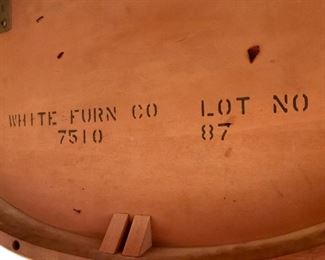 WHITE FURN CO
7510
LOT NO
87